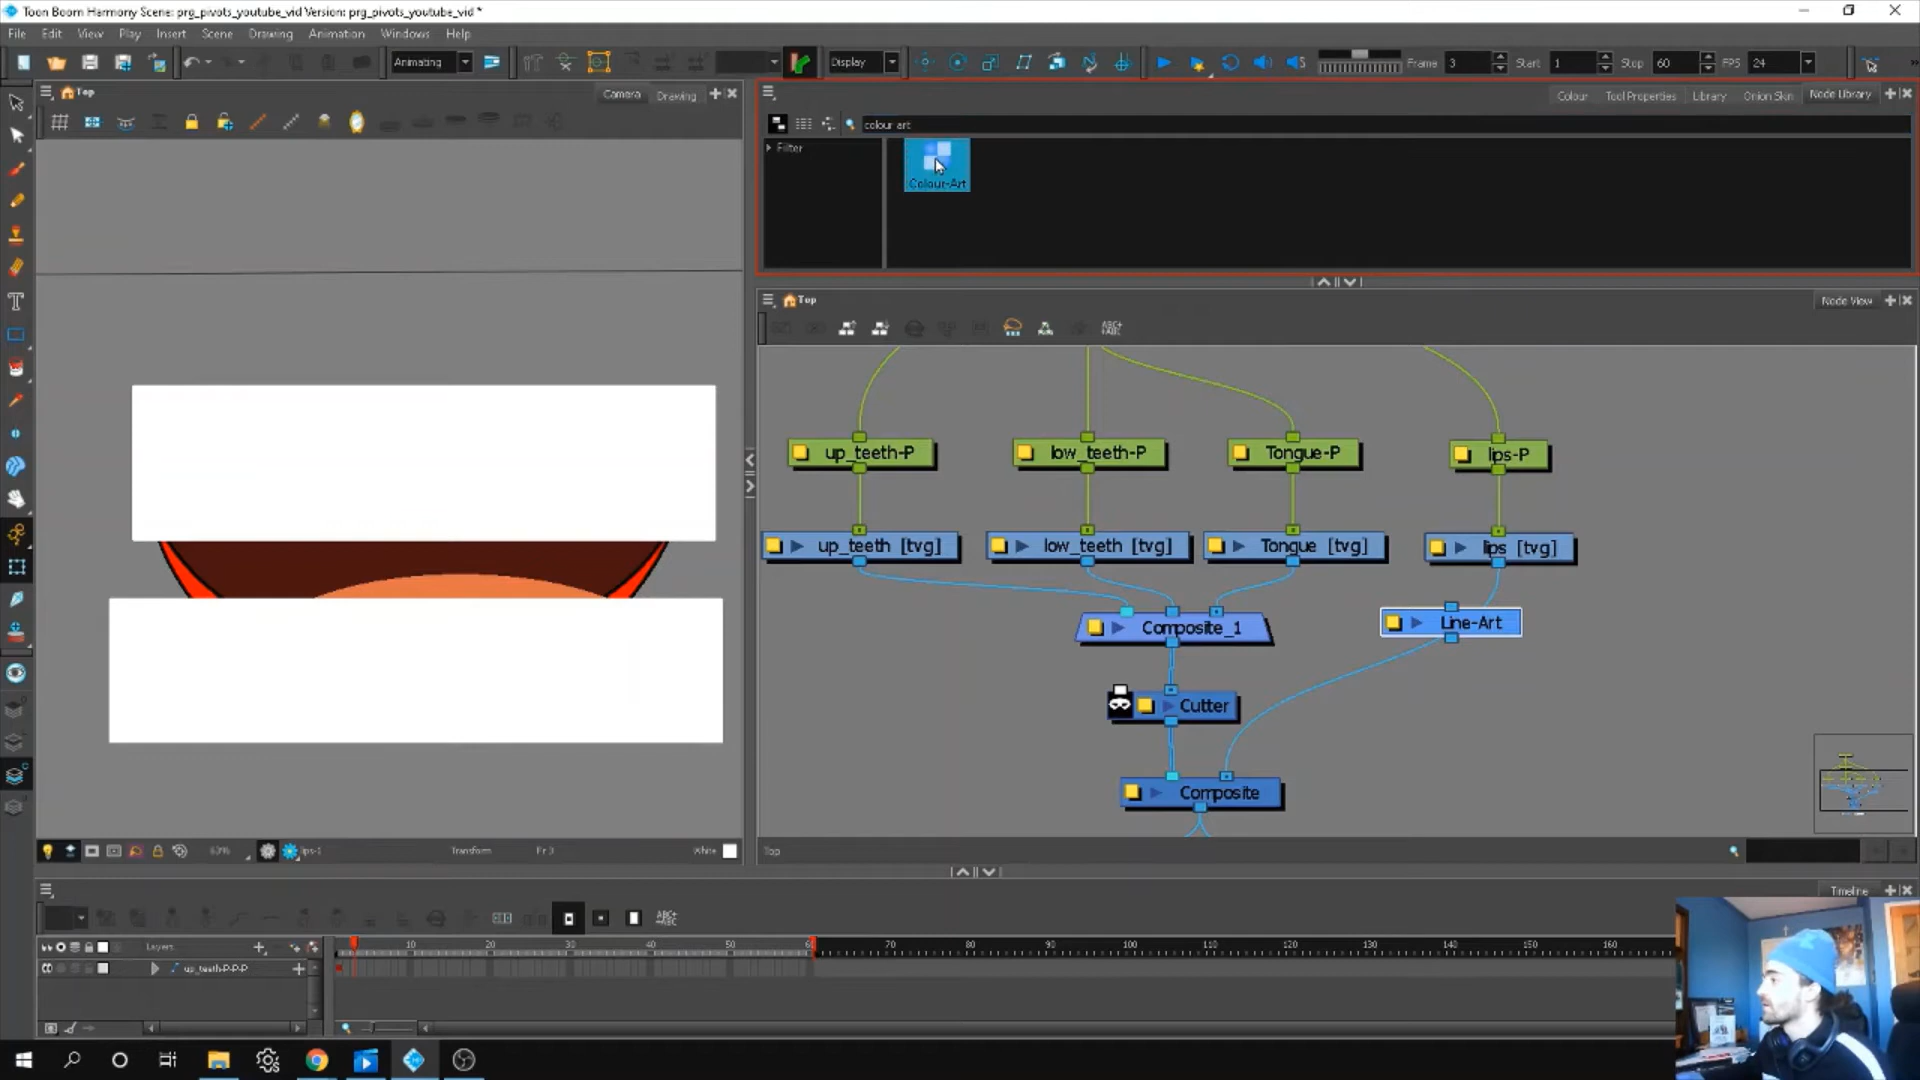 Toon Boom Harmony Scene: prg_pivots_youtube_vid Version: prg_pivots_youtube_vid *
File Edit View Play Insert Scene Drawing Animation Windows Help
Animating Display Frame 3 Start 1 Stop 60 FPS 24
Top Camera Drawing
Colour Tool Properties Library Onion Skin Node Library
colour art
Filter
Colour-Art
Top Node View
ABC+
up_teeth-P low_teeth-P Tongue-P lips-P
up_teeth [tvg] low_teeth [tvg] Tongue [tvg] lips [tvg]
Composite_1 Line-Art
Cutter
Composite
lips-1 Transform Fr 3 White
Top
Timeline
Layers
10 20 30 40 50 60 70 80 90 100 110 120 130 140 150 160
up_teeth-P-P-P